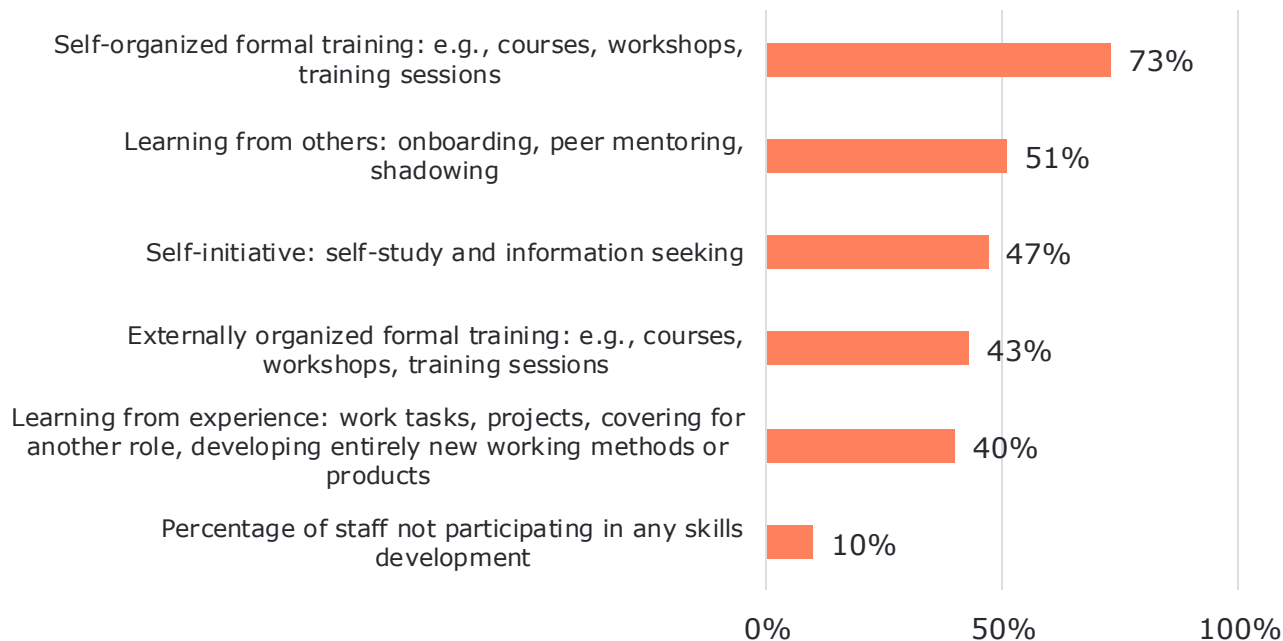 Self-organized formal training: e.g., courses, workshops,
training sessions
73%
Learning from others: onboarding, peer mentoring,
shadowing
51%
Self-initiative: self-study and information seeking
47%
Externally organized formal training: e.g., courses,
workshops, training sessions
43%
Learning from experience: work tasks, projects, covering for
another role, developing entirely new working methods or
products
40%
Percentage of staff not participating in any skills
development
10%
0%
50%
100%